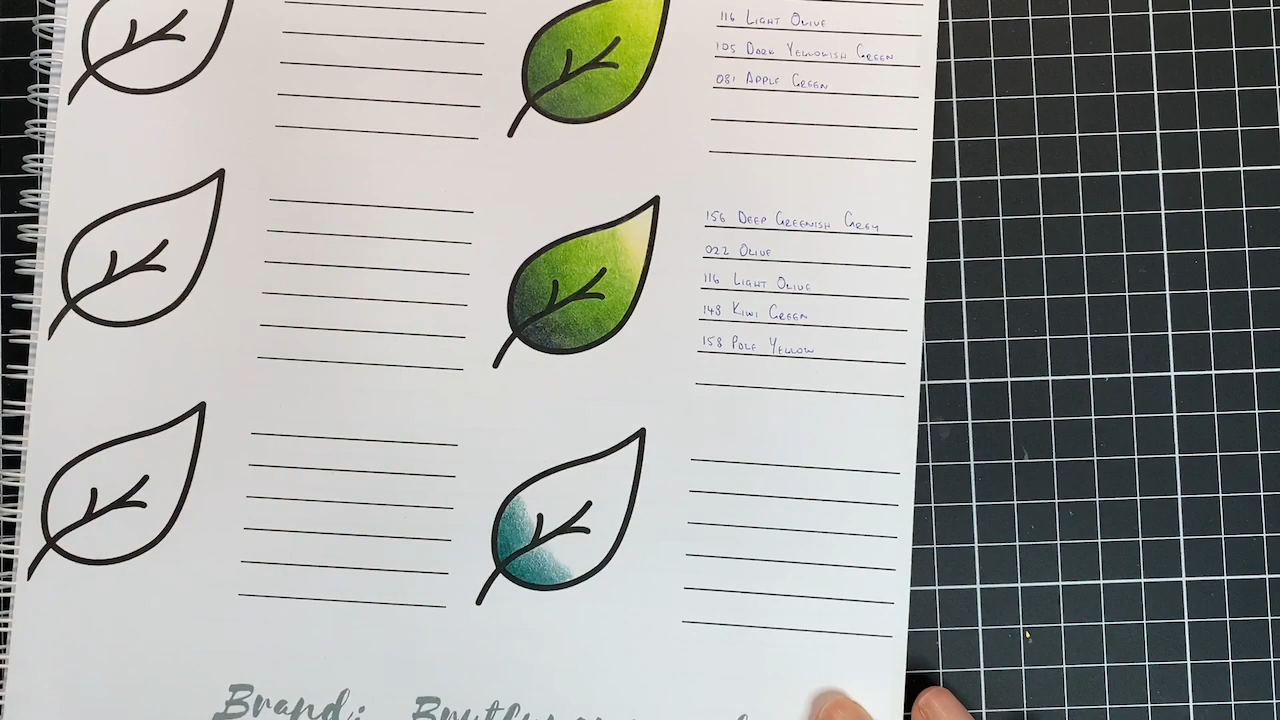 116 LIGHT OLIVE
105 DARK YELLOWISH GREEN
081 APPLE GREEN
156 DEEP GREENISH GREY
022 OLIVE
116 LIGHT OLIVE
148 KIWI GREEN
158 PALE YELLOW
Brand: